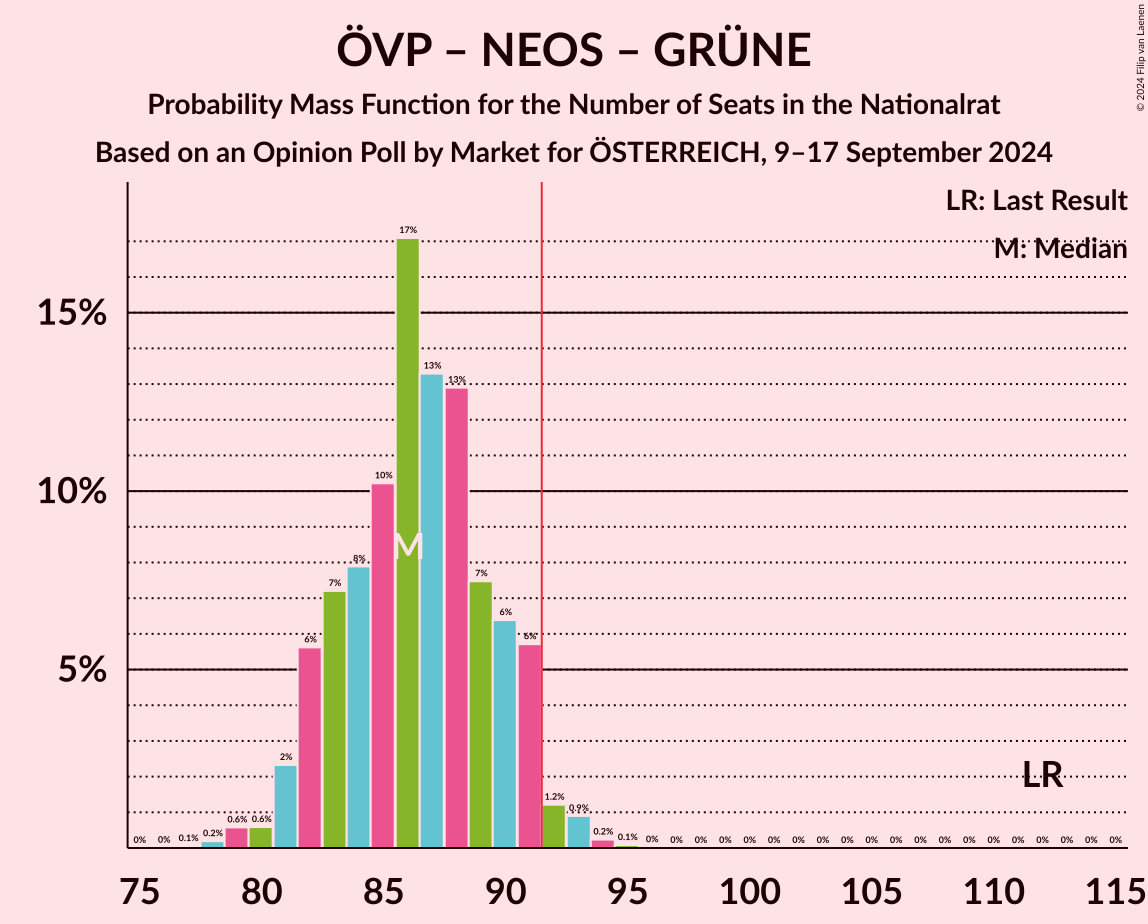 ÖVP – NEOS – GRÜNE
Probability Mass Function for the Number of Seats in the Nationalrat
Based on an Opinion Poll by Market for ÖSTERREICH, 9–17 September 2024
© 2024 Filip van Laenen
LR: Last Result
M: Median
15%
10%
5%
0% 0% 0.1% 0.2% 0.6% 0.6% 2% 6% 7% 8% 10% 17% 13% 13% 7% 6% 6% 1.2% 0.9% 0.2% 0.1% 0% 0% 0% 0% 0% 0% 0% 0% 0% 0% 0% 0% 0% 0% 0% 0% 0% 0% 0% 0%
M
LR
75 80 85 90 95 100 105 110 115